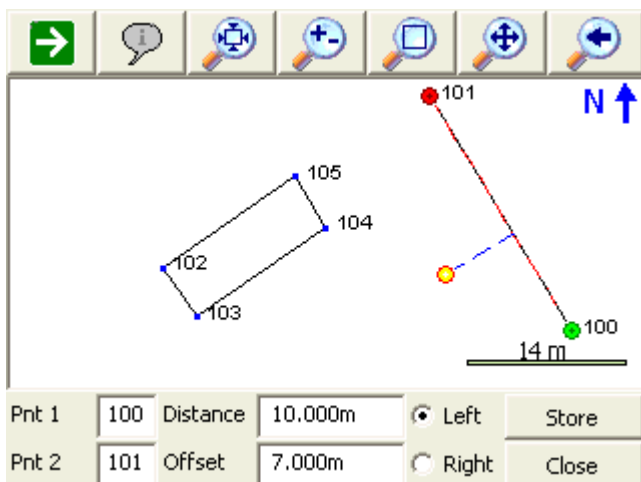 i + -
101 N
105
104
102
103
100
14 m
Pnt 1 100 Distance 10.000m Left Store
Pnt 2 101 Offset 7.000m Right Close